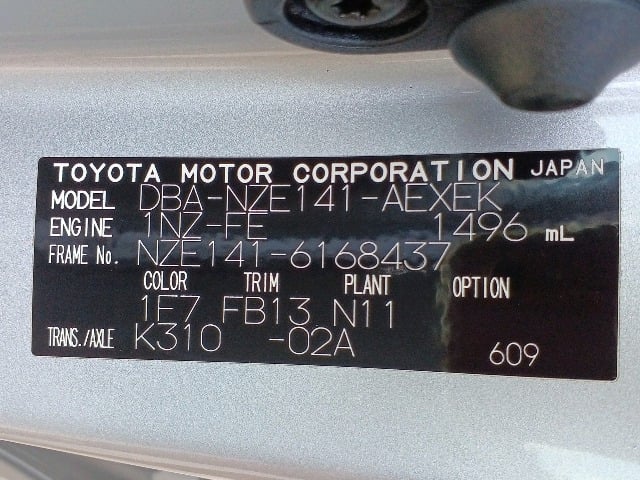 TOYOTA MOTOR CORPORATION JAPAN
MODEL DBA-NZE141-AEXEK
ENGINE 1NZ-FE 1496 mL
FRAME No. NZE141-6168437
COLOR TRIM PLANT OPTION
1E7 FB13 N11
TRANS./AXLE K310 -02A
609